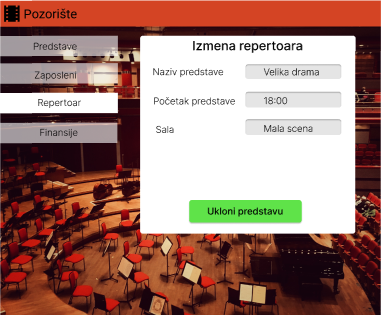 Pozorište
Predstave
Zaposleni
Repertoar
Finansije
Izmena repertoara
Naziv predstave
Velika drama
Početak predstave
18:00
Sala
Mala scena
Ukloni predstavu